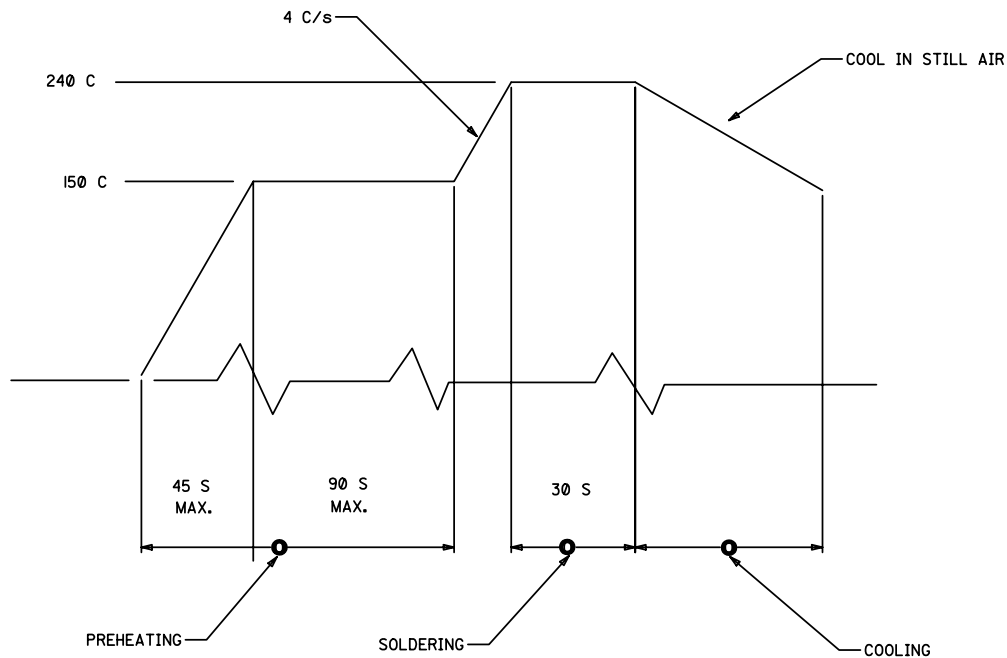 4 C/s
COOL IN STILL AIR
240 C
150 C
45 S
MAX.
90 S
MAX.
30 S
PREHEATING
SOLDERING
COOLING